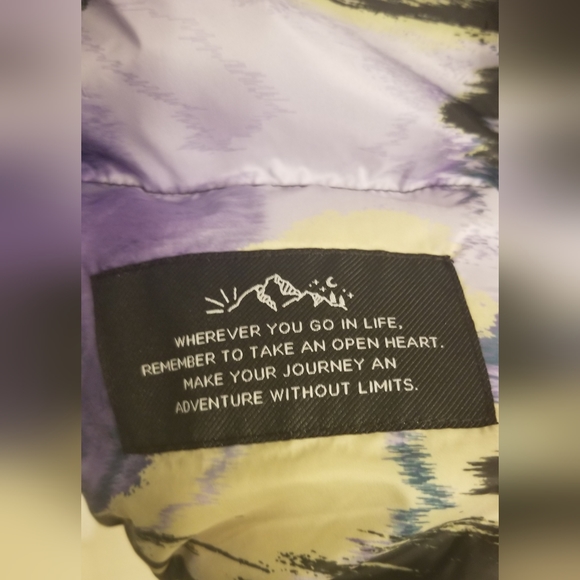 WHEREVER YOU GO IN LIFE,
REMEMBER TO TAKE AN OPEN HEART.
MAKE YOUR JOURNEY AN
ADVENTURE WITHOUT LIMITS.